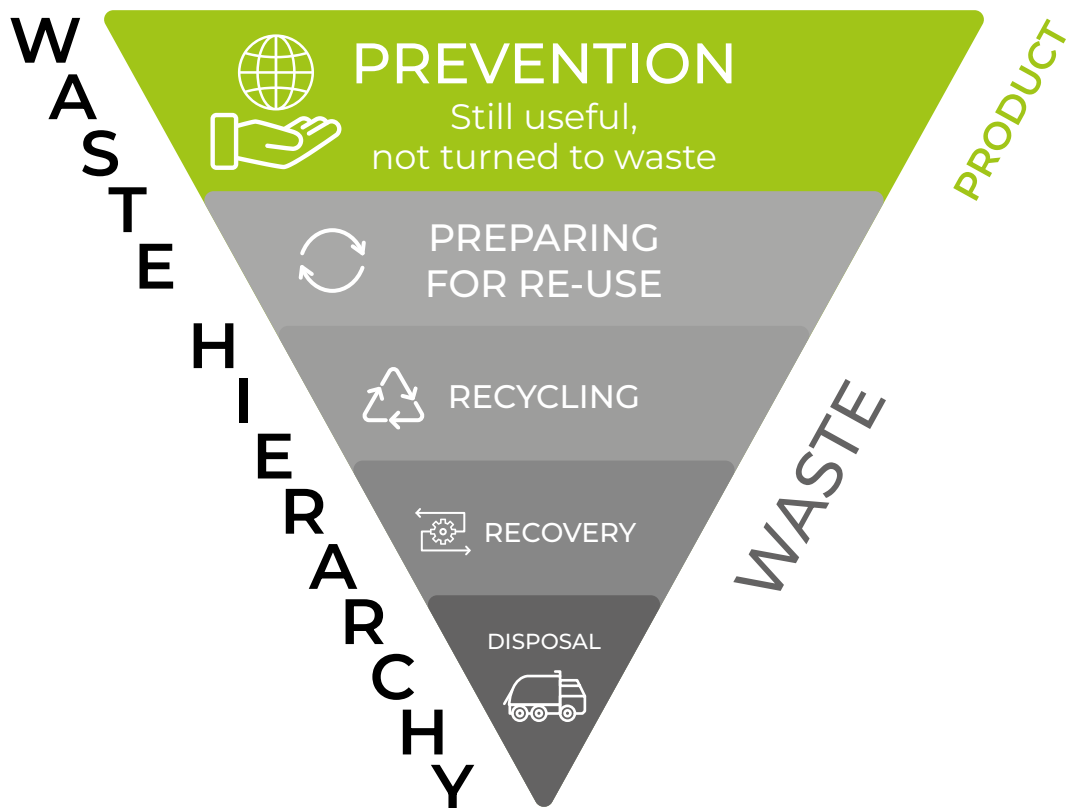 WASTE HIERARCHY
PREVENTION
Still useful,
not turned to waste
PRODUCT
PREPARING
FOR RE-USE
RECYCLING
WASTE
RECOVERY
DISPOSAL